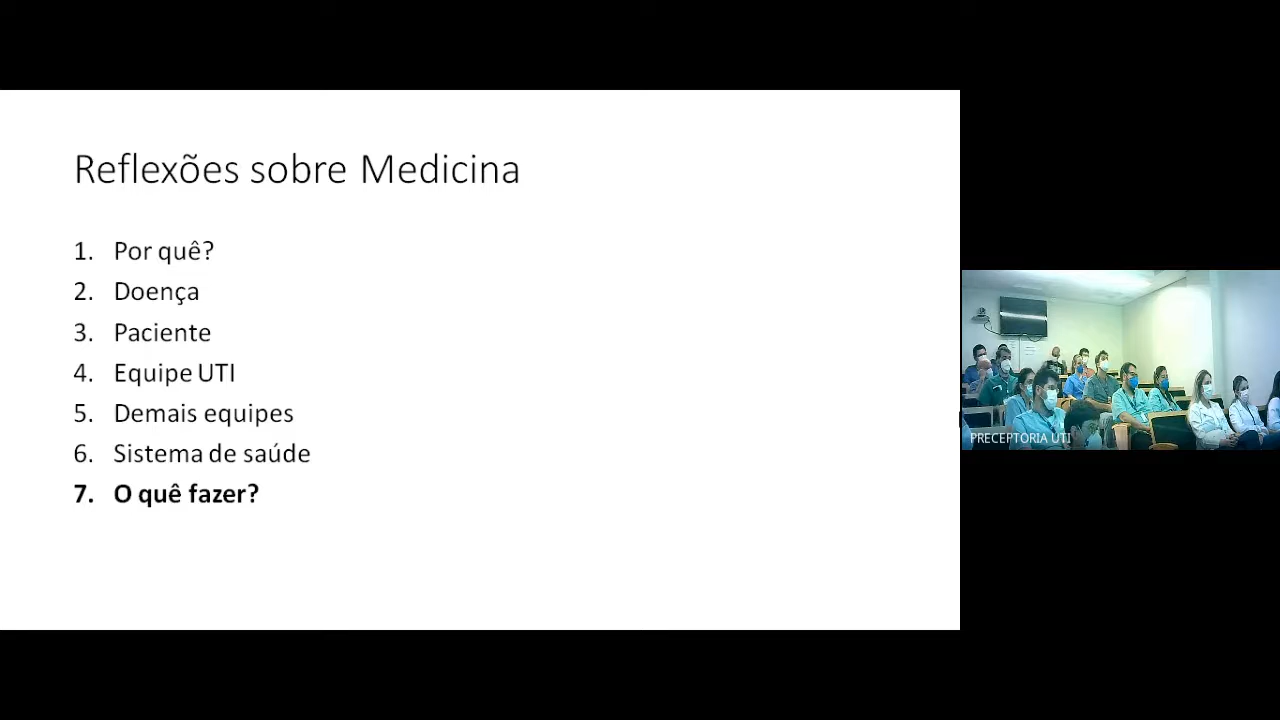 Reflexões sobre Medicina
1. Por quê?
2. Doença
3. Paciente
4. Equipe UTI
5. Demais equipes
6. Sistema de saúde
7. O quê fazer?
PRECEPTORIA UTI